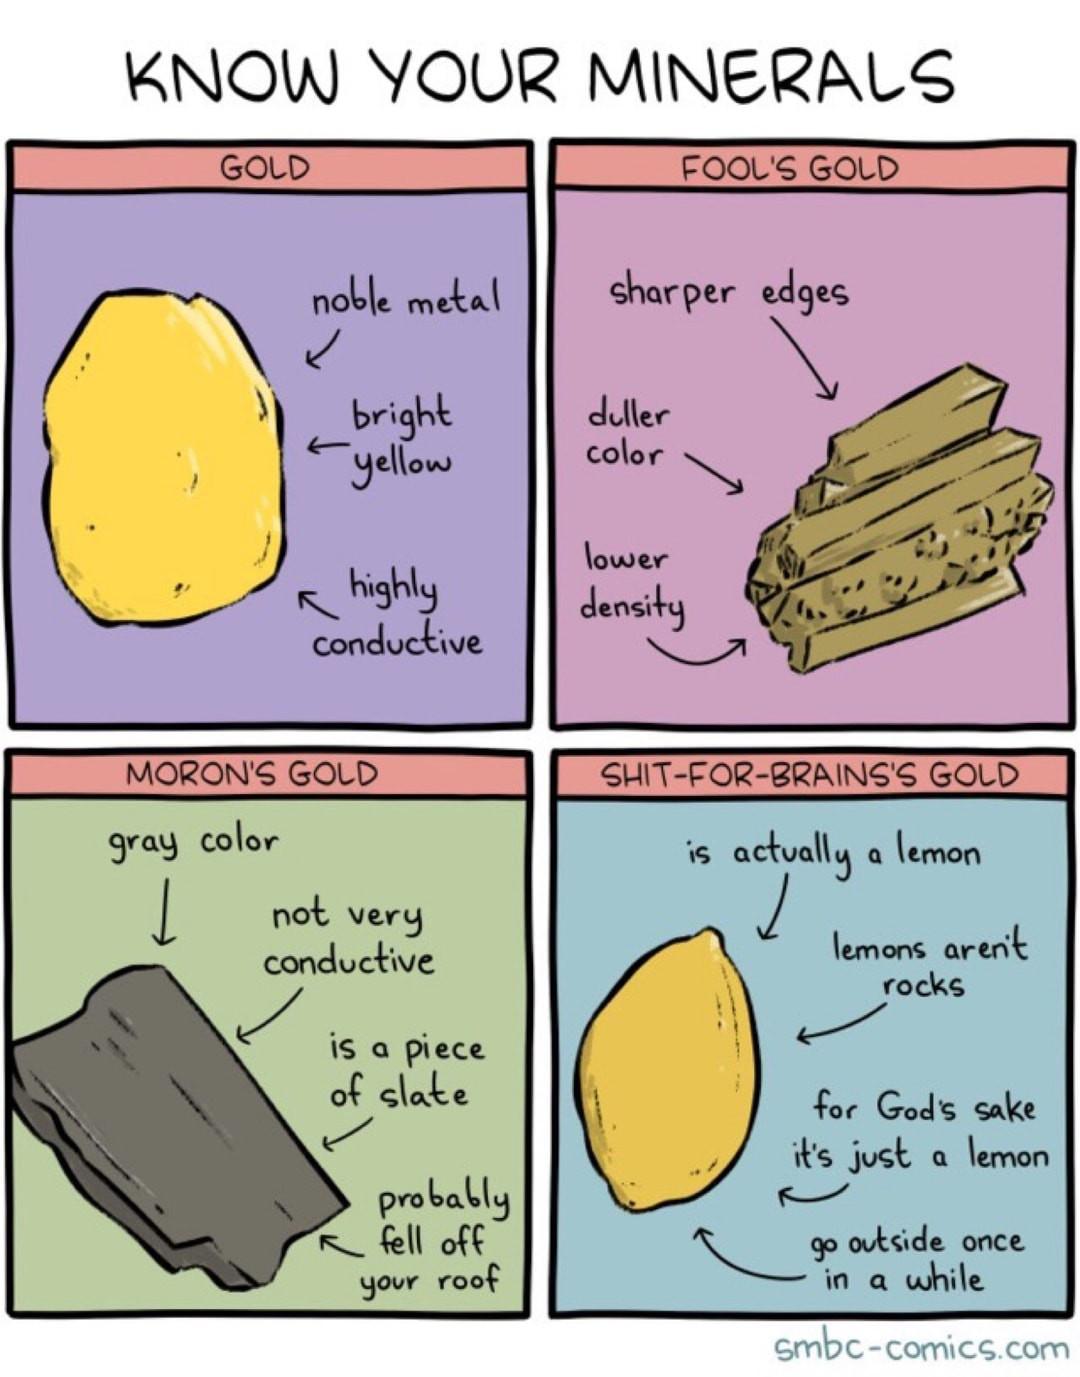 KNOW YOUR MINERALS
GOLD
noble metal
bright
yellow
highly
conductive
FOOL'S GOLD
sharper edges
duller
color
lower
density
MORON'S GOLD
gray color
not very
conductive
is a piece
of slate
probably
fell off
your roof
SHIT-FOR-BRAINS'S GOLD
is actually a lemon
lemons aren't
rocks
for God's sake
it's just a lemon
go outside once
in a while
smbc-comics.com